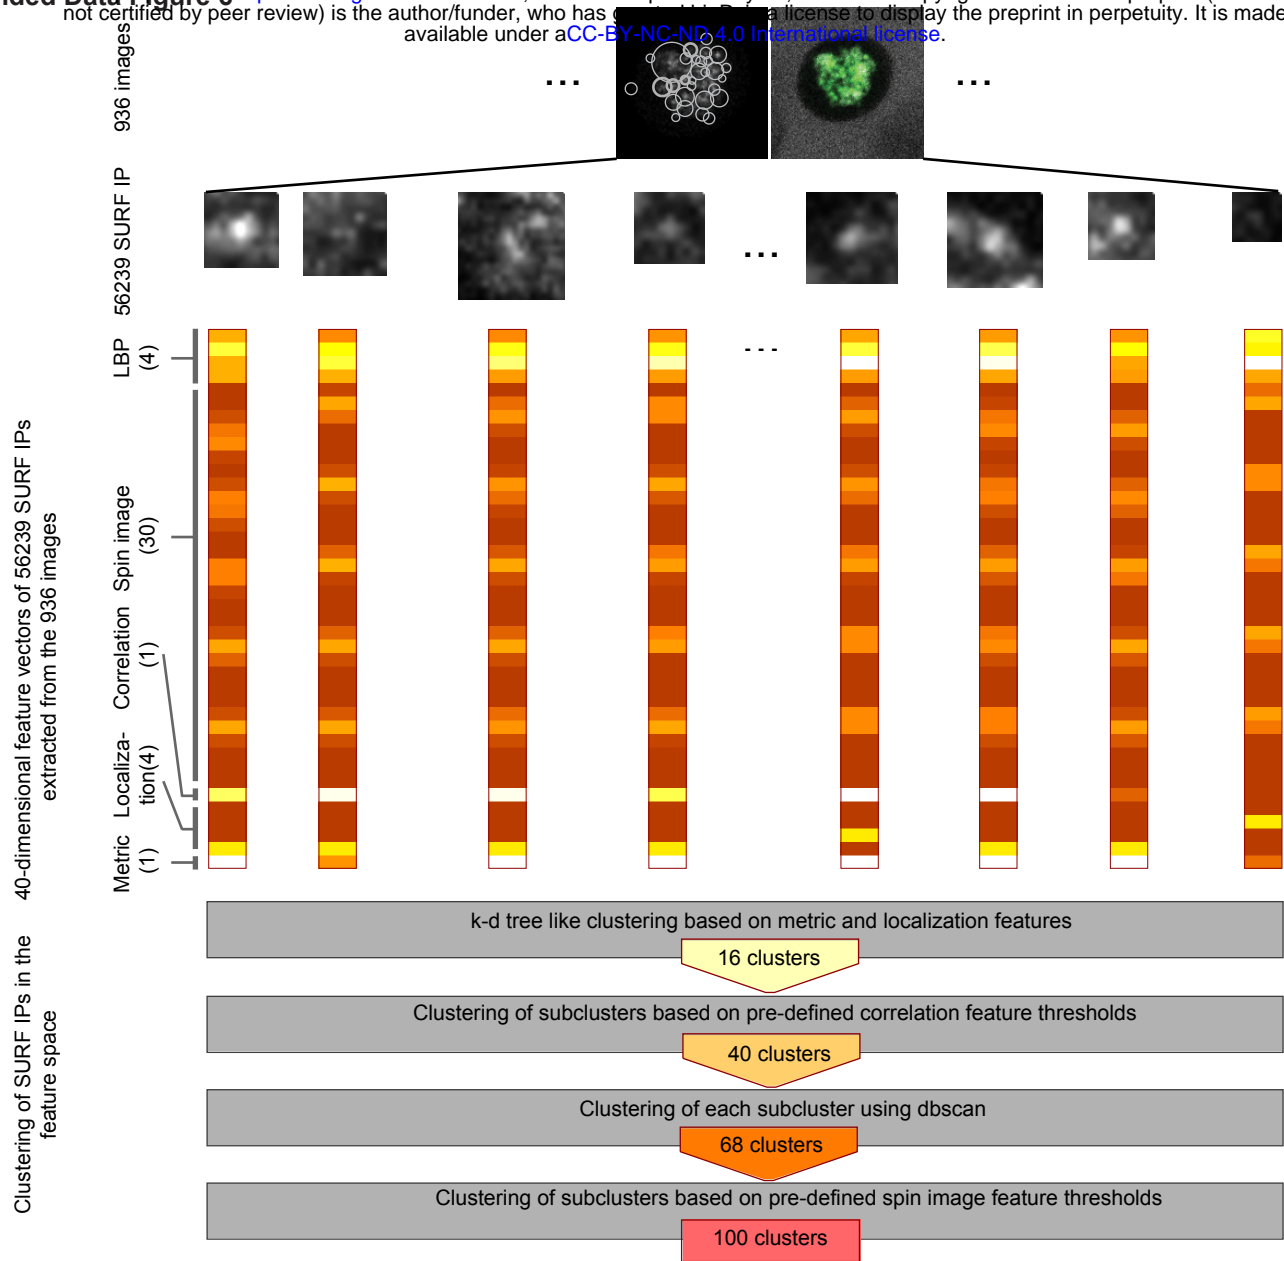 not certified by peer review) is the author/funder, who has granted bioRxiv a license to display the preprint in perpetuity. It is made
available under aCC-BY-NC-ND 4.0 International license.
936 images
...
...
56239 SURF IP
...
LBP
(4)
...
40-dimensional feature vectors of 56239 SURF IPs
extracted from the 936 images
Spin image
(30)
Correlation
(1)
Localiza-
tion(4)
Metric
(1)
Clustering of SURF IPs in the
feature space
k-d tree like clustering based on metric and localization features
16 clusters
Clustering of subclusters based on pre-defined correlation feature thresholds
40 clusters
Clustering of each subcluster using dbscan
68 clusters
Clustering of subclusters based on pre-defined spin image feature thresholds
100 clusters